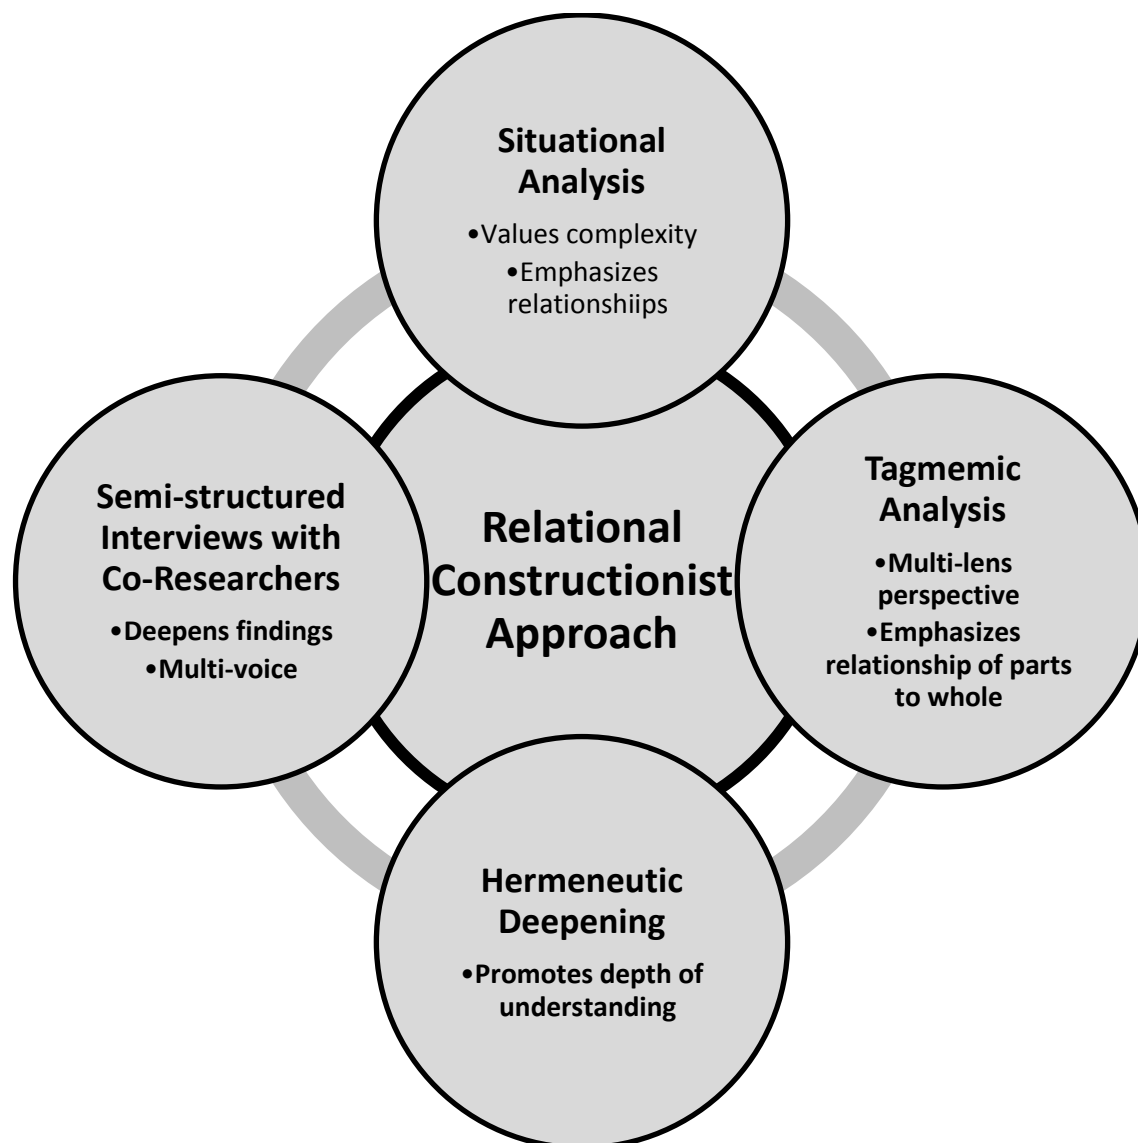 Situational
Analysis
•Values complexity
•Emphasizes
relationshiips
Semi-structured
Interviews with
Co-Researchers
•Deepens findings
•Multi-voice
Relational
Constructionist
Approach
Tagmemic
Analysis
•Multi-lens
perspective
•Emphasizes
relationship of parts
to whole
Hermeneutic
Deepening
•Promotes depth of
understanding